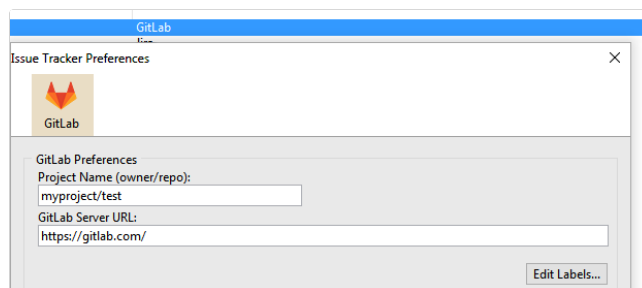 GitLab
Issue Tracker Preferences
GitLab
GitLab Preferences
Project Name (owner/repo):
myproject/test
GitLab Server URL:
https://gitlab.com/
Edit Labels...